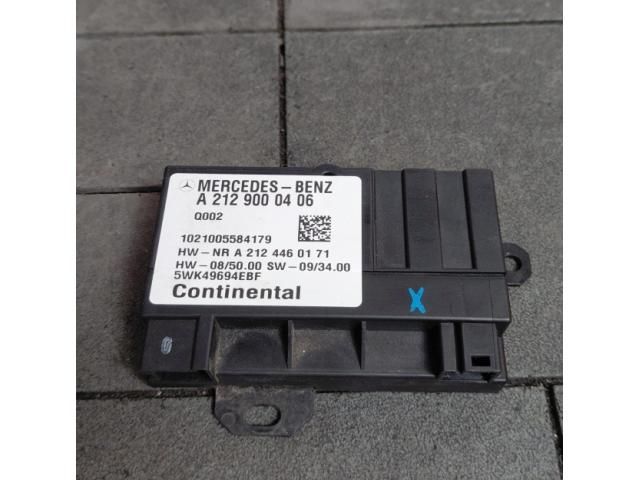 MERCEDES-BENZ
A 212 900 04 06
Q002
1021005584179
HW-NR A 212 446 01 71
HW-08/50.00 SW-09/34.00
5WK49694EBF
Continental
X